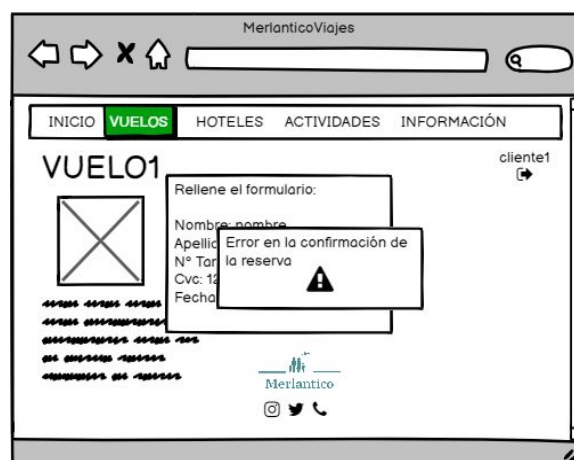 MerlanticoViajes
INICIO VUELOS HOTELES ACTIVIDADES INFORMACIÓN
VUELO1
cliente1
Rellene el formulario:
Nombre: nombre
Apellid
Nº Tar
Cvc: 12
Fecha
Error en la confirmación de
la reserva
Merlantico